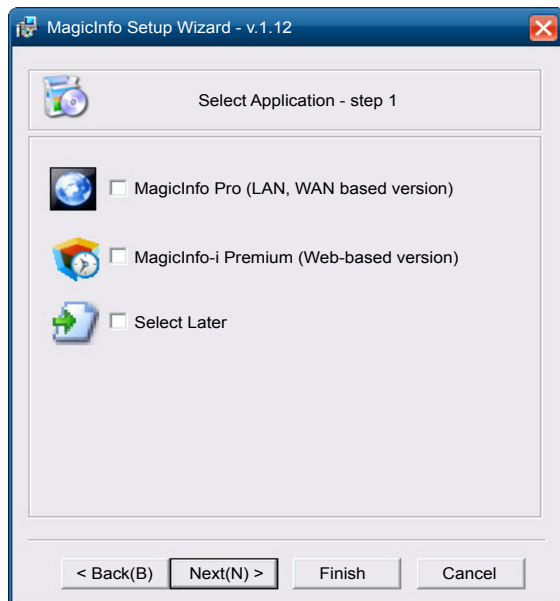 MagicInfo Setup Wizard - v.1.12
Select Application - step 1
MagicInfo Pro (LAN, WAN based version)
MagicInfo-i Premium (Web-based version)
Select Later
< Back(B) Next(N) > Finish Cancel